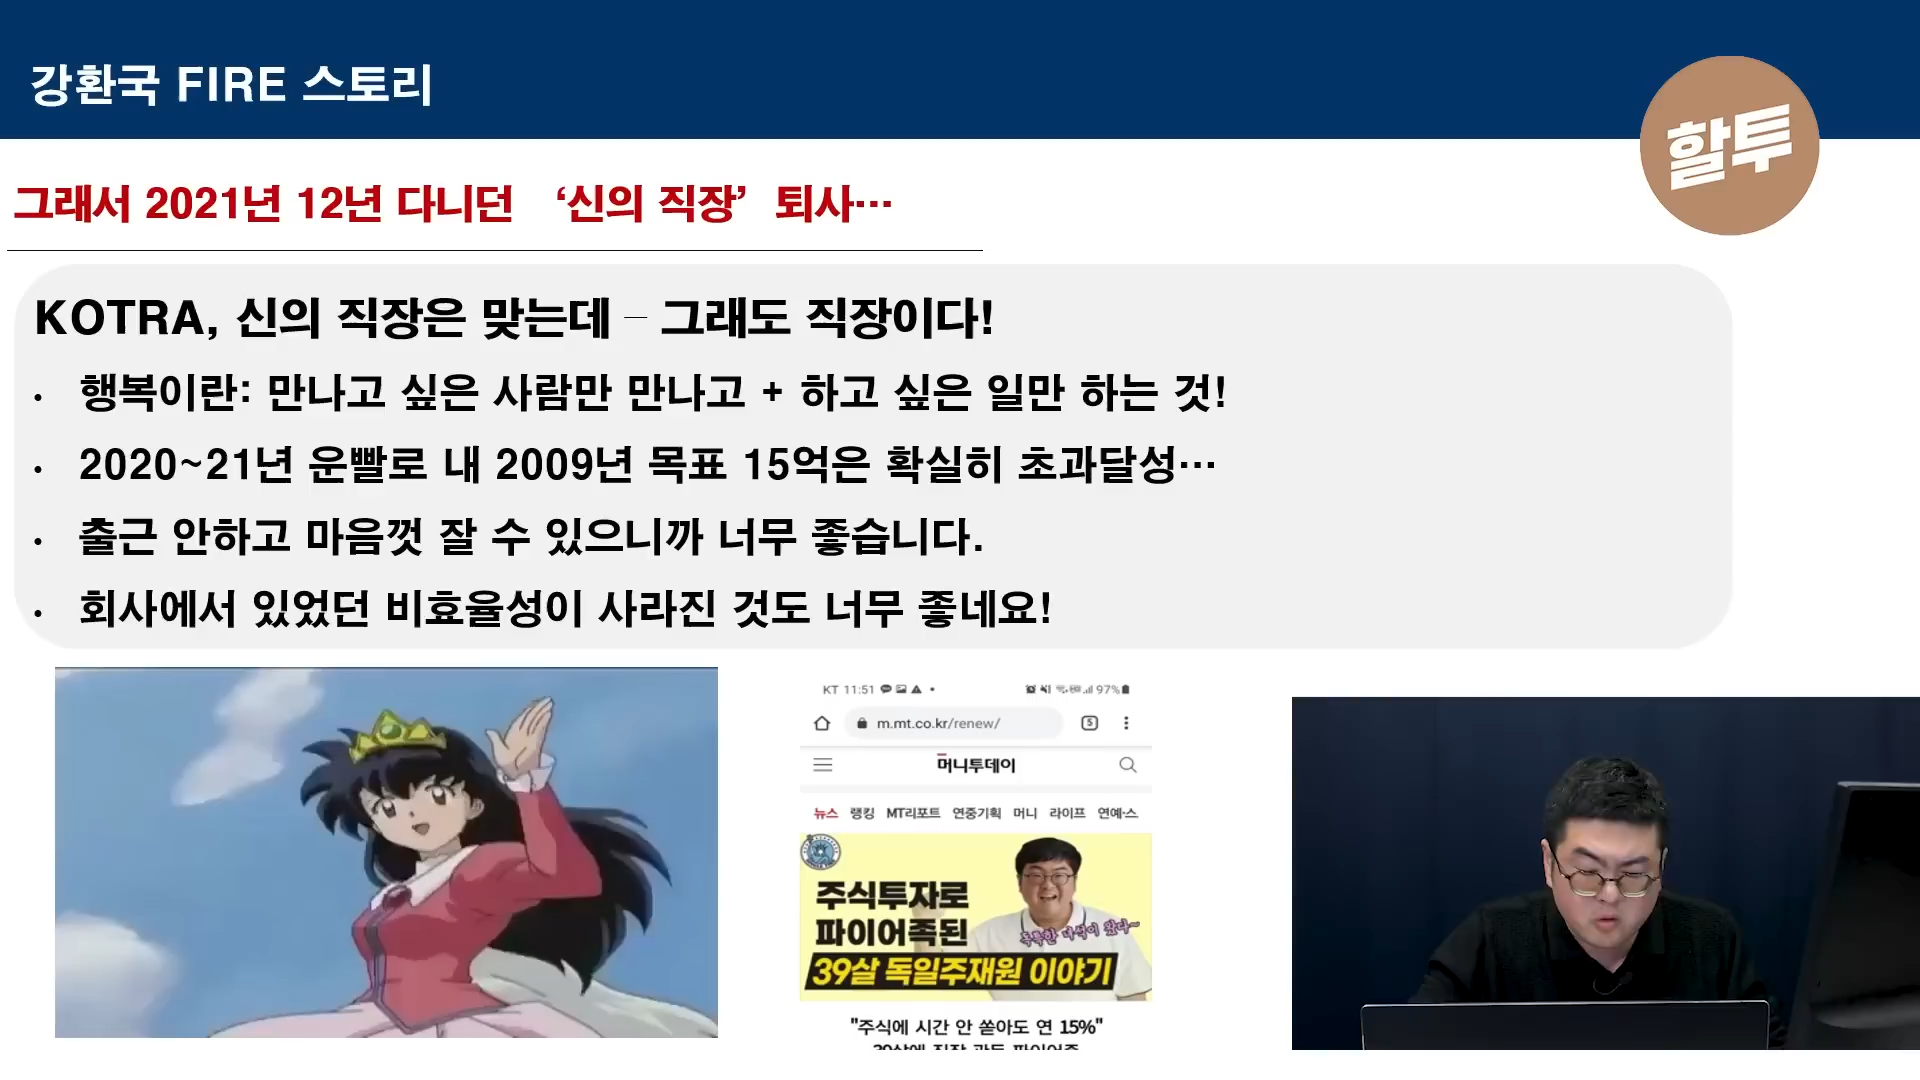 강환국 FIRE 스토리
할투
그래서 2021년 12년 다니던 ‘신의 직장’ 퇴사…
KOTRA, 신의 직장은 맞는데 – 그래도 직장이다!
• 행복이란: 만나고 싶은 사람만 만나고 + 하고 싶은 일만 하는 것!
• 2020~21년 운빨로 내 2009년 목표 15억은 확실히 초과달성…
• 출근 안하고 마음껏 잘 수 있으니까 너무 좋습니다.
• 회사에서 있었던 비효율성이 사라진 것도 너무 좋네요!
KT 11:51
97%
m.mt.co.kr/renew/
5
머니투데이
뉴스 랭킹 MT리포트 연중기획 머니 라이프 연예·스
주식투자로
파이어족된
독특한 녀석이 왔다~
39살 독일주재원 이야기
"주식에 시간 안 쏟아도 연 15%"